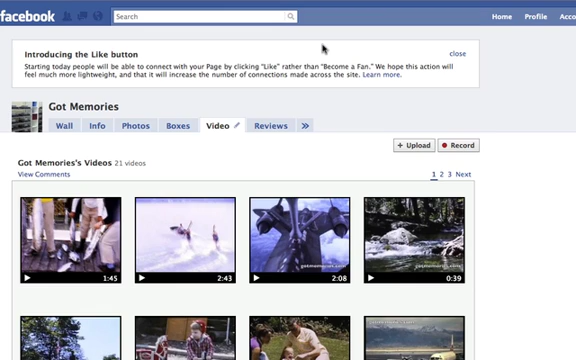 facebook
Search
Home Profile Acco
Introducing the Like button
close
Starting today people will be able to connect with your Page by clicking "Like" rather than "Become a Fan." We hope this action will
feel much more lightweight, and that it will increase the number of connections made across the site. Learn more.
Got Memories
Wall Info Photos Boxes Video Reviews »
+ Upload Record
Got Memories's Videos 21 videos
View Comments
1 2 3 Next
1:45 2:43 2:08 0:39